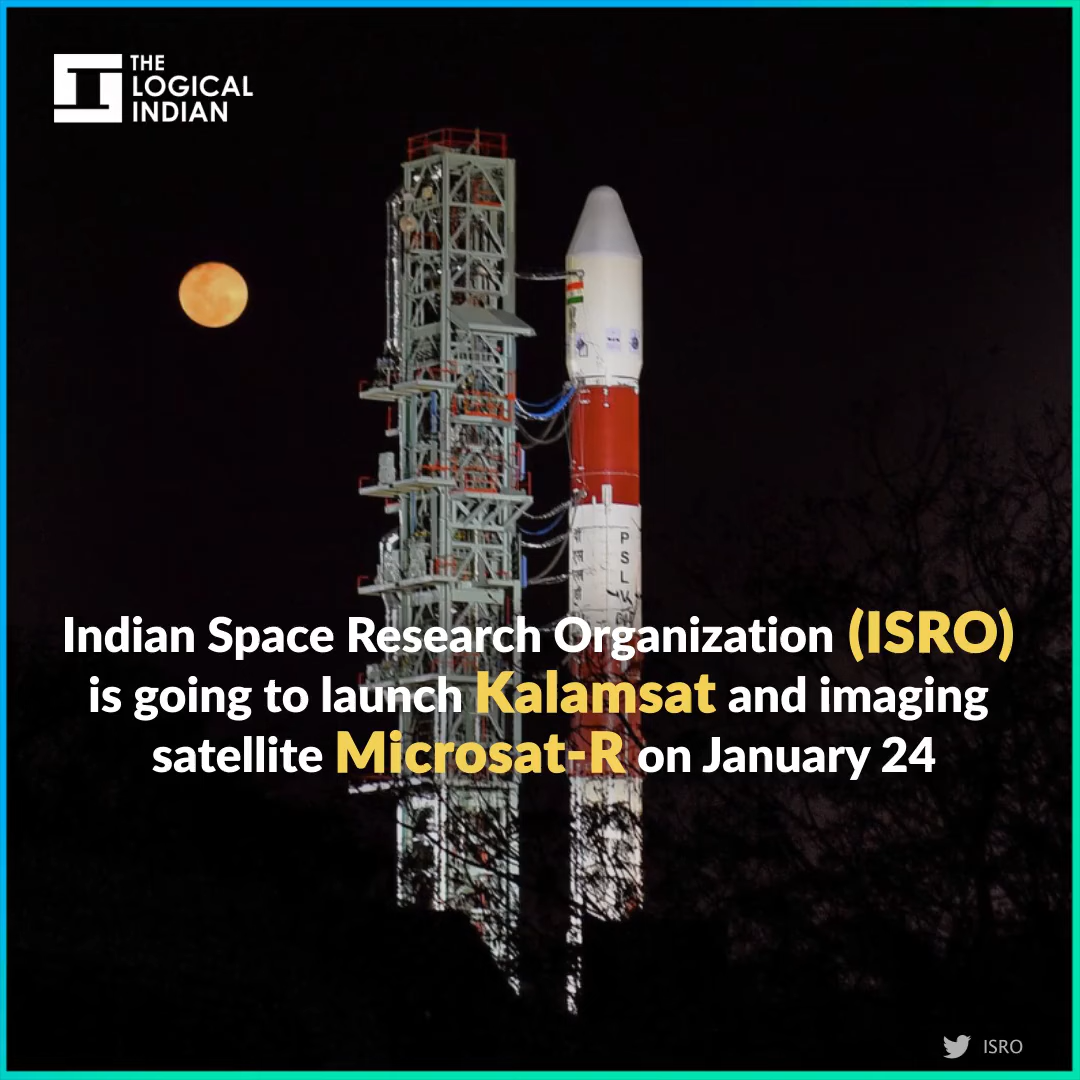 THE
LOGICAL
INDIAN
PSLV
Indian Space Research Organization (ISRO)
is going to launch Kalamsat and imaging
satellite Microsat-R on January 24
ISRO